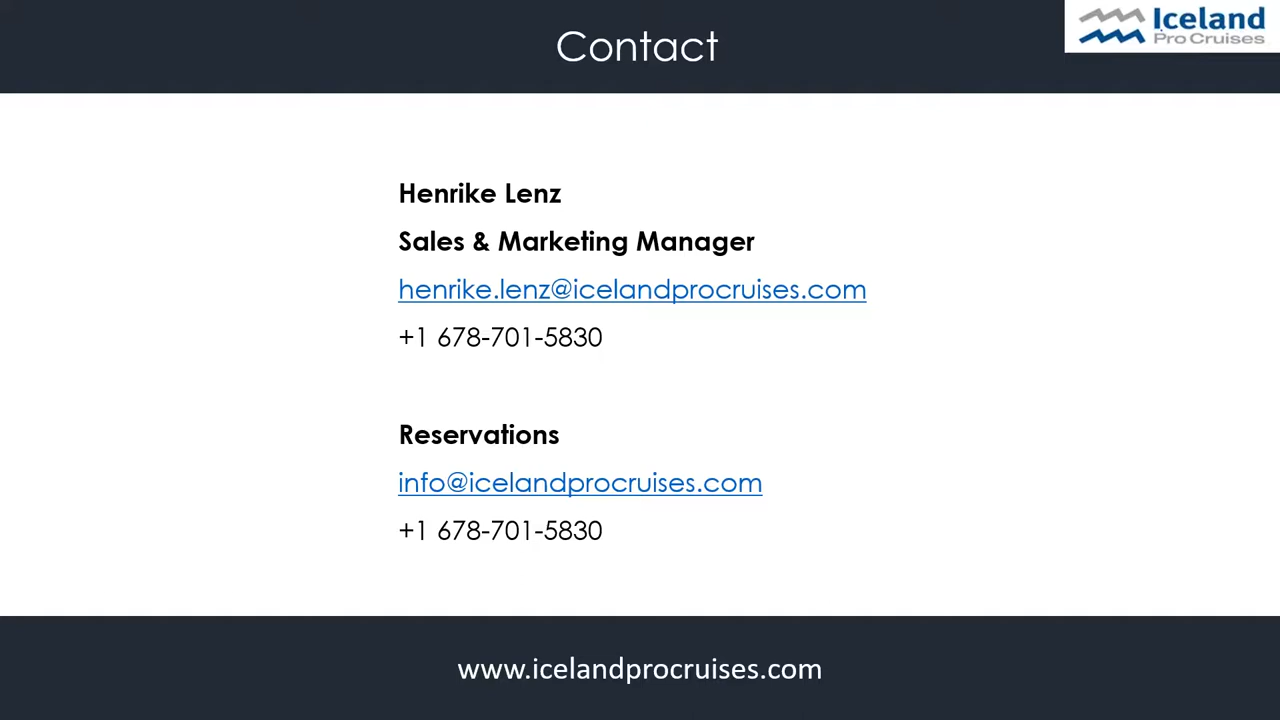 Contact
Iceland
Pro Cruises
Henrike Lenz
Sales & Marketing Manager
henrike.lenz@icelandprocruises.com
+1 678-701-5830
Reservations
info@icelandprocruises.com
+1 678-701-5830
www.icelandprocruises.com